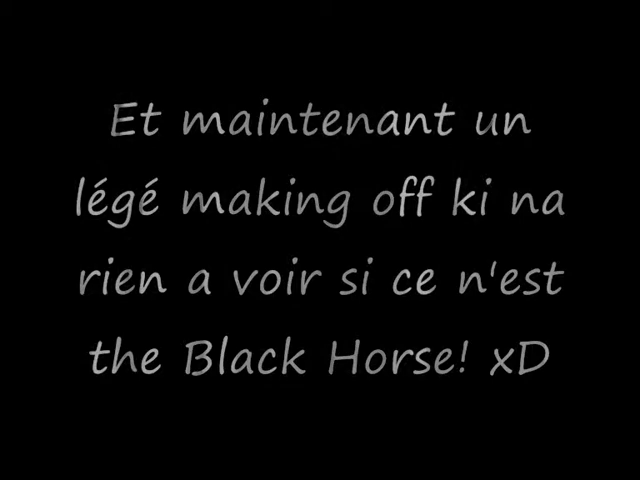 Et maintenant un
légé making off ki na
rien a voir si ce n'est
the Black Horse! xD